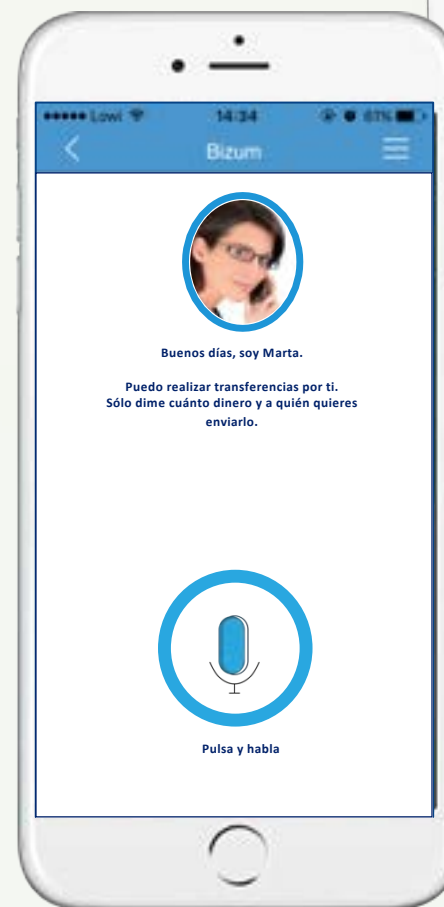 Lowi 14:34 61%
Bizum
Buenos días, soy Marta.
Puedo realizar transferencias por ti.
Sólo dime cuánto dinero y a quién quieres
enviarlo.
Pulsa y habla